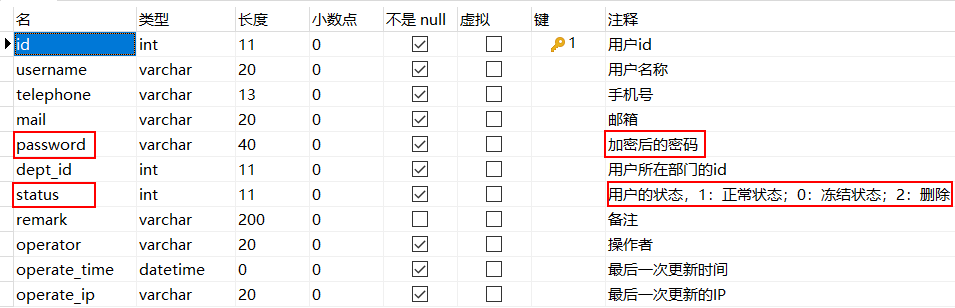 名 类型 长度 小数点 不是 null 虚拟 键 注释
id int 11 0 1 用户id
username varchar 20 0 用户名称
telephone varchar 13 0 手机号
mail varchar 20 0 邮箱
password varchar 40 0 加密后的密码
dept_id int 11 0 用户所在部门的id
status int 11 0 用户的状态，1：正常状态；0：冻结状态；2：删除
remark varchar 200 0 备注
operator varchar 20 0 操作者
operate_time datetime 0 0 最后一次更新时间
operate_ip varchar 20 0 最后一次更新的IP